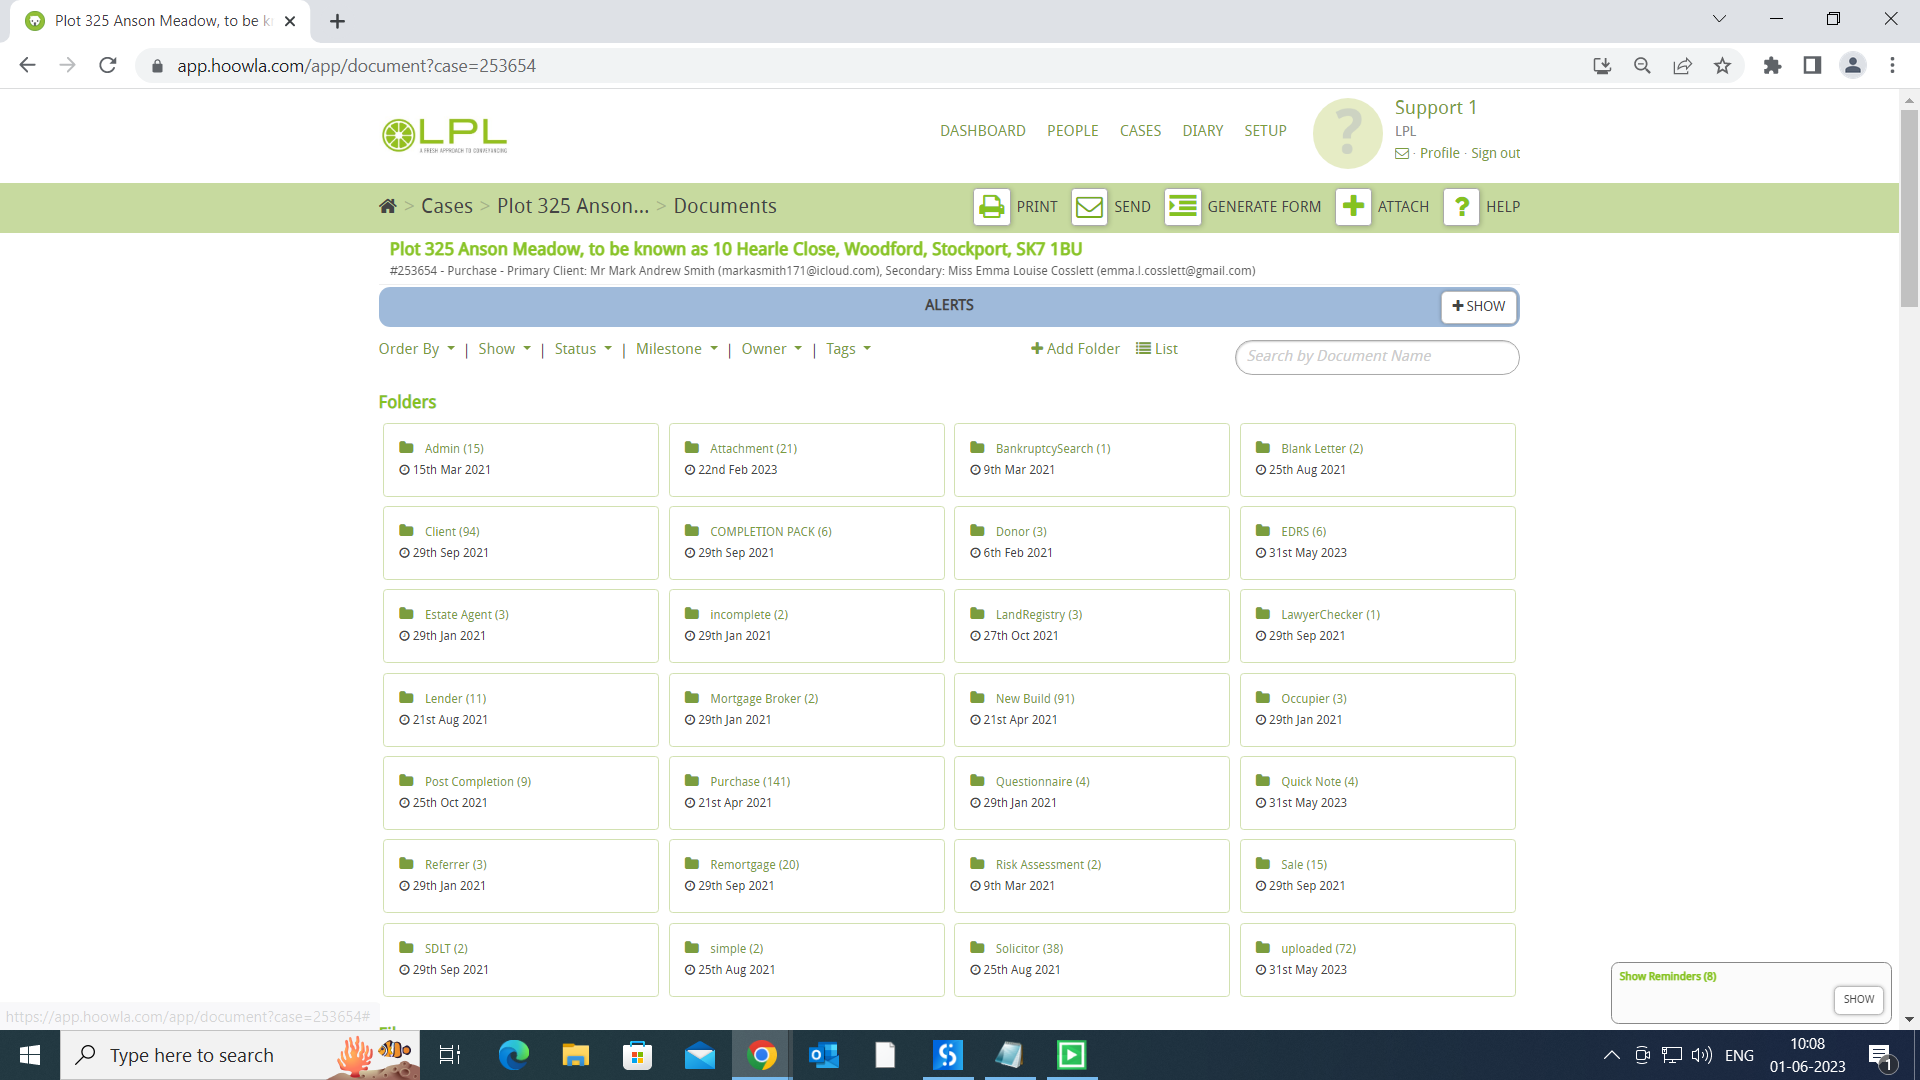 Plot 325 Anson Meadow, to be k
app.hoowla.com/app/document?case=253654
LPL
A FRESH APPROACH TO CONVEYANCING
DASHBOARD PEOPLE CASES DIARY SETUP
?
Support 1
LPL
· Profile · Sign out
> Cases > Plot 325 Anson... > Documents
PRINT SEND GENERATE FORM ATTACH ? HELP
Plot 325 Anson Meadow, to be known as 10 Hearle Close, Woodford, Stockport, SK7 1BU
#253654 - Purchase - Primary Client: Mr Mark Andrew Smith (markasmith171@icloud.com), Secondary: Miss Emma Louise Cosslett (emma.l.cosslett@gmail.com)
ALERTS
SHOW
Order By | Show | Status | Milestone | Owner | Tags
Add Folder List
Search by Document Name
Folders
Admin (15)
15th Mar 2021
Attachment (21)
22nd Feb 2023
BankruptcySearch (1)
9th Mar 2021
Blank Letter (2)
25th Aug 2021
Client (94)
29th Sep 2021
COMPLETION PACK (6)
29th Sep 2021
Donor (3)
6th Feb 2021
EDRS (6)
31st May 2023
Estate Agent (3)
29th Jan 2021
incomplete (2)
29th Jan 2021
LandRegistry (3)
27th Oct 2021
LawyerChecker (1)
29th Sep 2021
Lender (11)
21st Aug 2021
Mortgage Broker (2)
29th Jan 2021
New Build (91)
21st Apr 2021
Occupier (3)
29th Jan 2021
Post Completion (9)
25th Oct 2021
Purchase (141)
21st Apr 2021
Questionnaire (4)
29th Jan 2021
Quick Note (4)
31st May 2023
Referrer (3)
29th Jan 2021
Remortgage (20)
29th Sep 2021
Risk Assessment (2)
9th Mar 2021
Sale (15)
29th Sep 2021
SDLT (2)
29th Sep 2021
simple (2)
25th Aug 2021
Solicitor (38)
25th Aug 2021
uploaded (72)
31st May 2023
Show Reminders (8)
SHOW
https://app.hoowla.com/app/document?case=253654#
Type here to search
ENG
10:08
01-06-2023
1